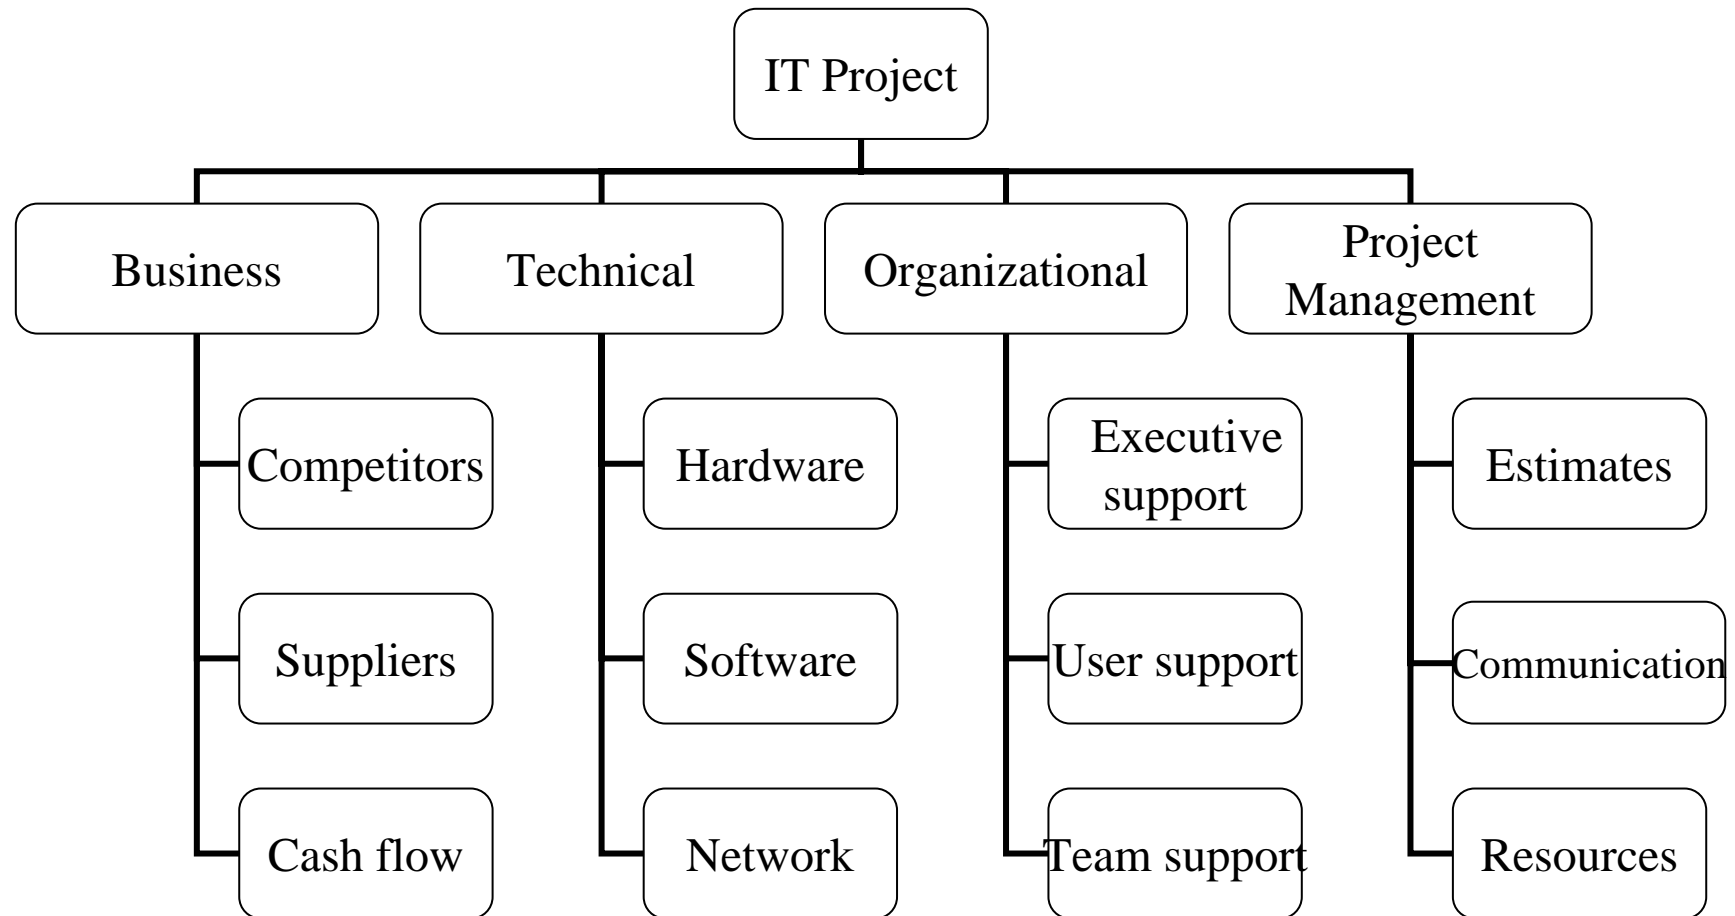 IT Project
Business
Technical
Organizational
Project
Management
Competitors
Hardware
Executive
support
Estimates
Suppliers
Software
User support
Communication
Cash flow
Network
Team support
Resources